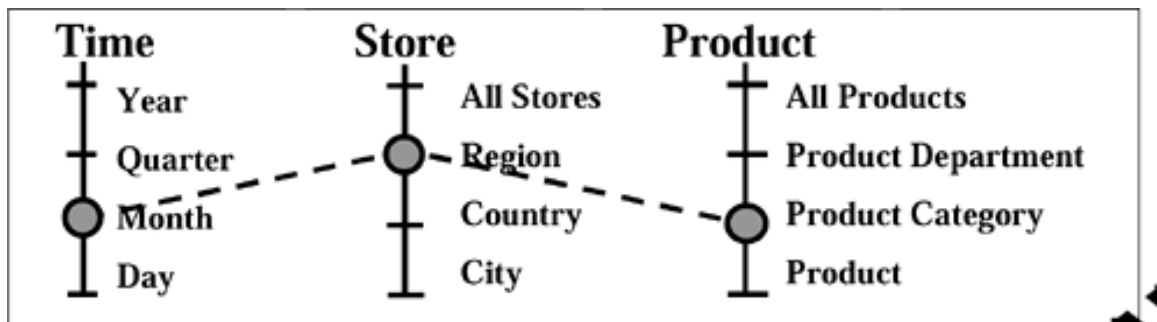 Time
Year
Quarter
Month
Day
Store
All Stores
Region
Country
City
Product
All Products
Product Department
Product Category
Product